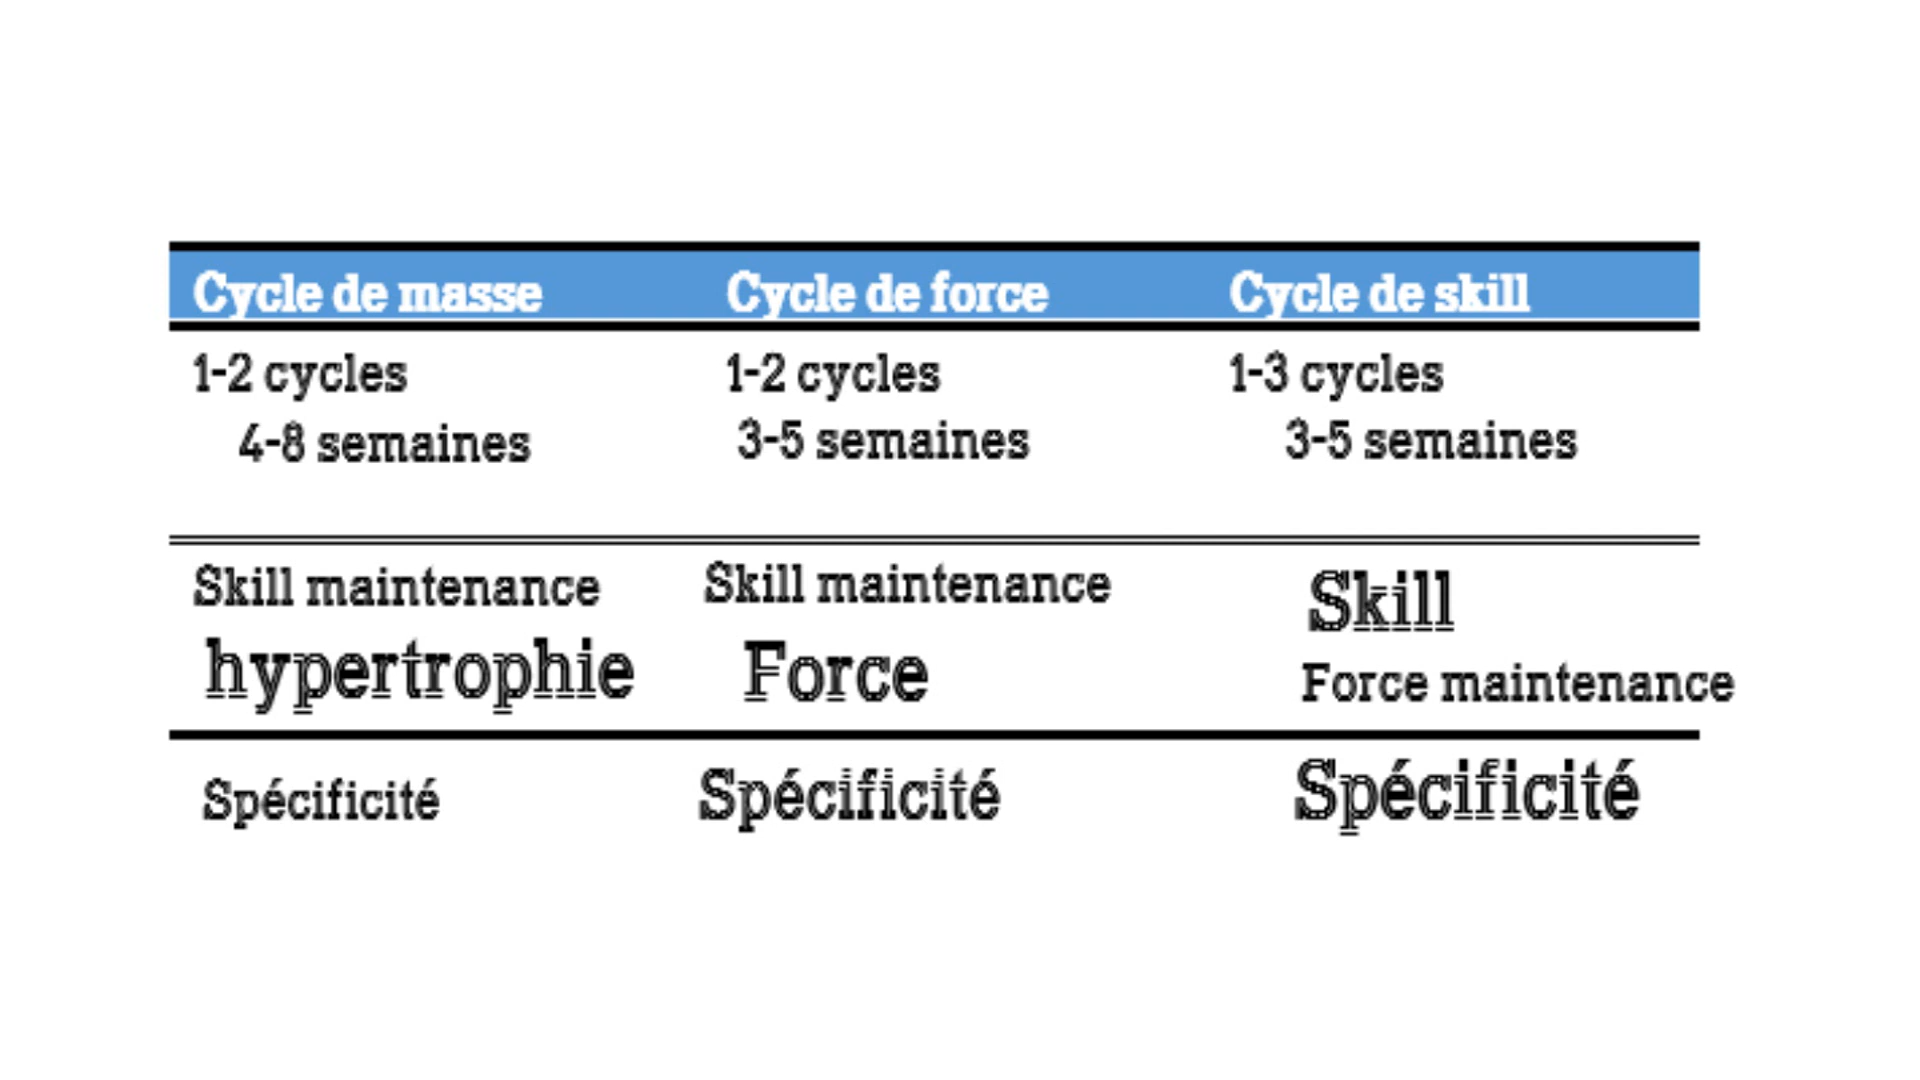 Cycle de masse Cycle de force Cycle de skill
1-2 cycles 1-2 cycles 1-3 cycles
4-8 semaines 3-5 semaines 3-5 semaines
Skill maintenance Skill maintenance Skill
hypertrophie Force Force maintenance
Spécificité Spécificité Spécificité